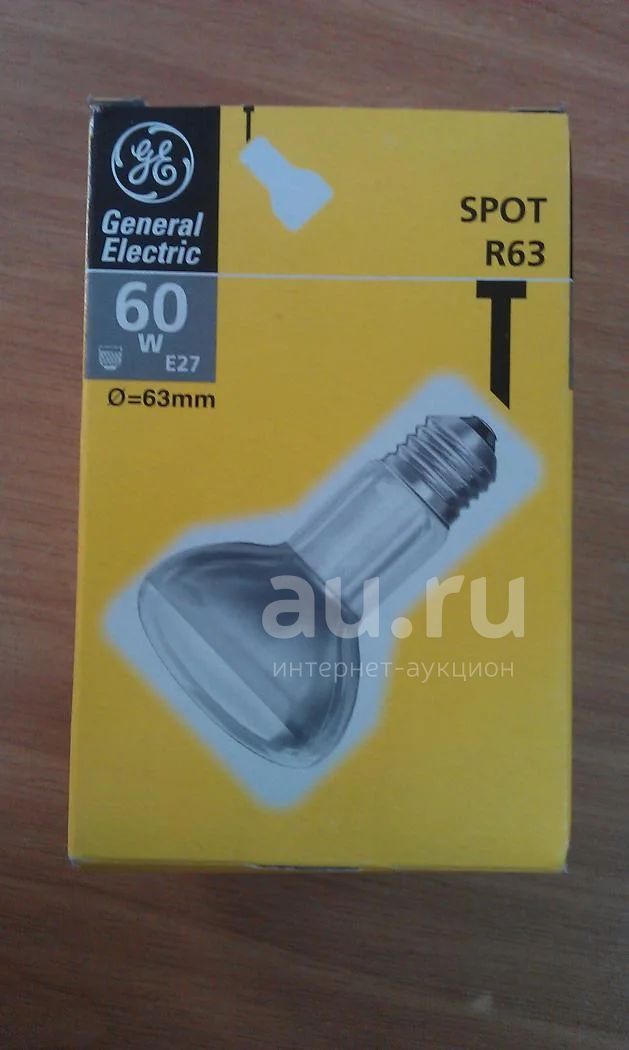 GE
General
Electric
SPOT
R63
60
W
E27
Ø=63mm
au.ru
интернет-аукцион